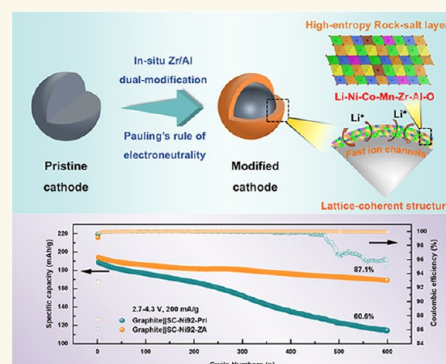 High-entropy Rock-salt layer
In-situ Zr/Al
dual-modification
Pauling's rule of
electroneutrality
Li-Ni-Co-Mn-Zr-Al-O
Li⁺
Li⁺
Fast ion channels
Pristine
cathode
Modified
cathode
Lattice-coherent structure
Specific capacity (mAh/g)
220
200
180
160
140
120
100
2.7-4.3 V, 200 mA/g
Graphite||SC-Ni92-Pri
Graphite||SC-Ni92-ZA
87.1%
60.6%
Coulombic efficiency (%)
100
98
96
94
92
90
88
86
84
0
100
200
300
400
500
600